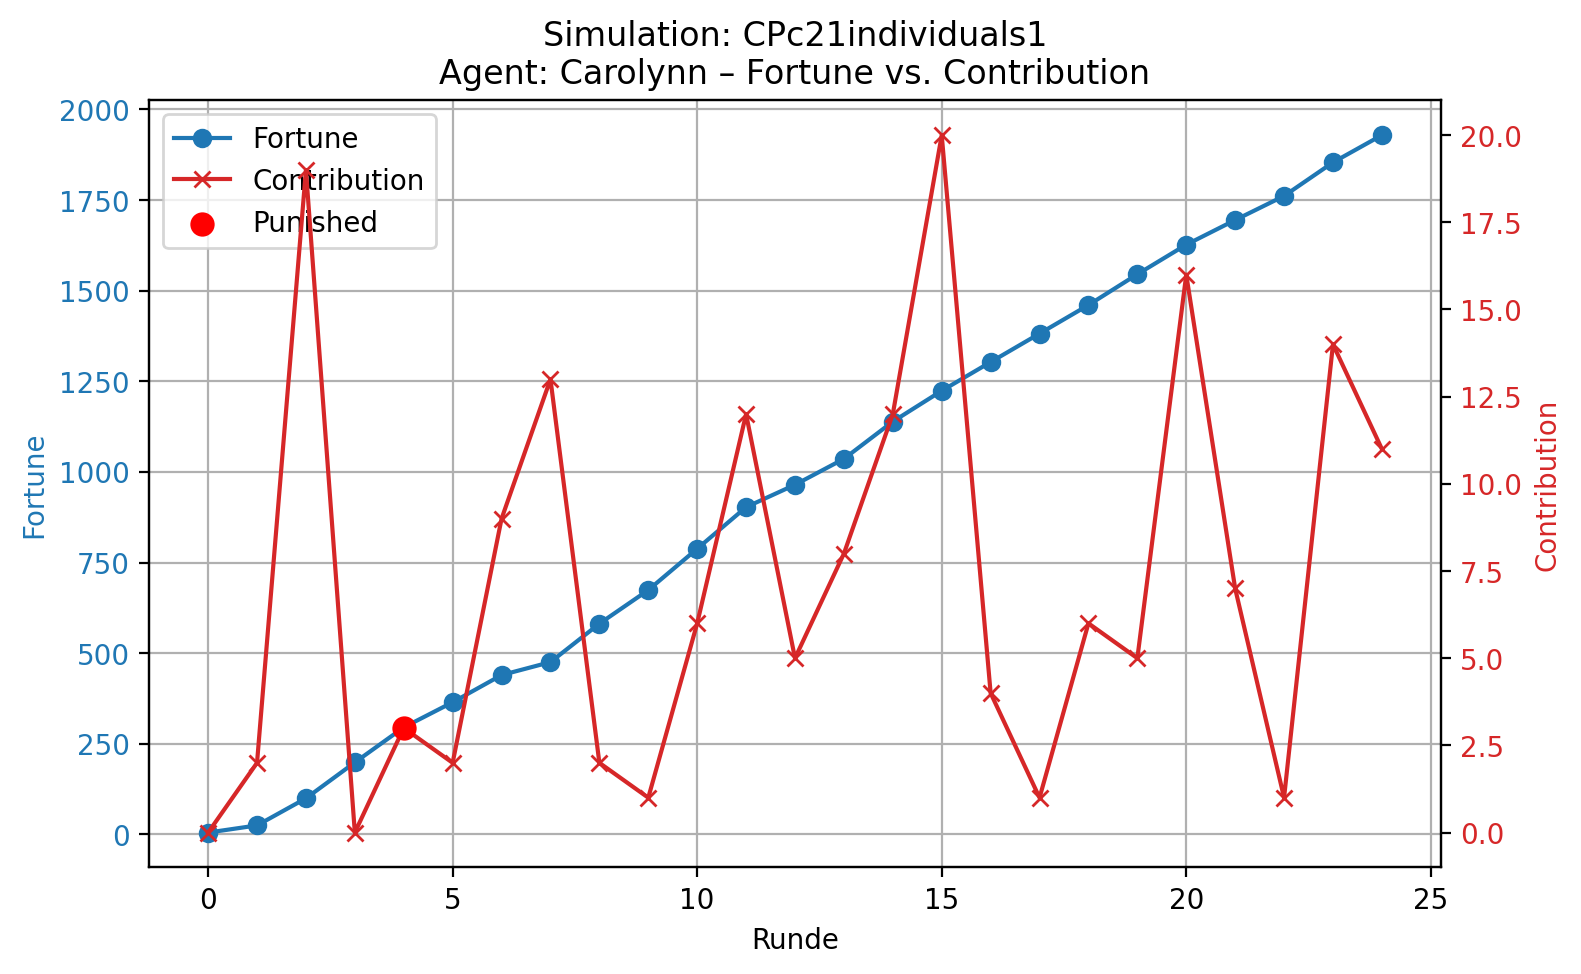 Simulation: CPc21individuals1
Agent: Carolynn – Fortune vs. Contribution
Fortune
Contribution
Punished
2000
1750
1500
1250
1000
750
500
250
0
Fortune
20.0
17.5
15.0
12.5
10.0
7.5
5.0
2.5
0.0
Contribution
0 5 10 15 20 25
Runde